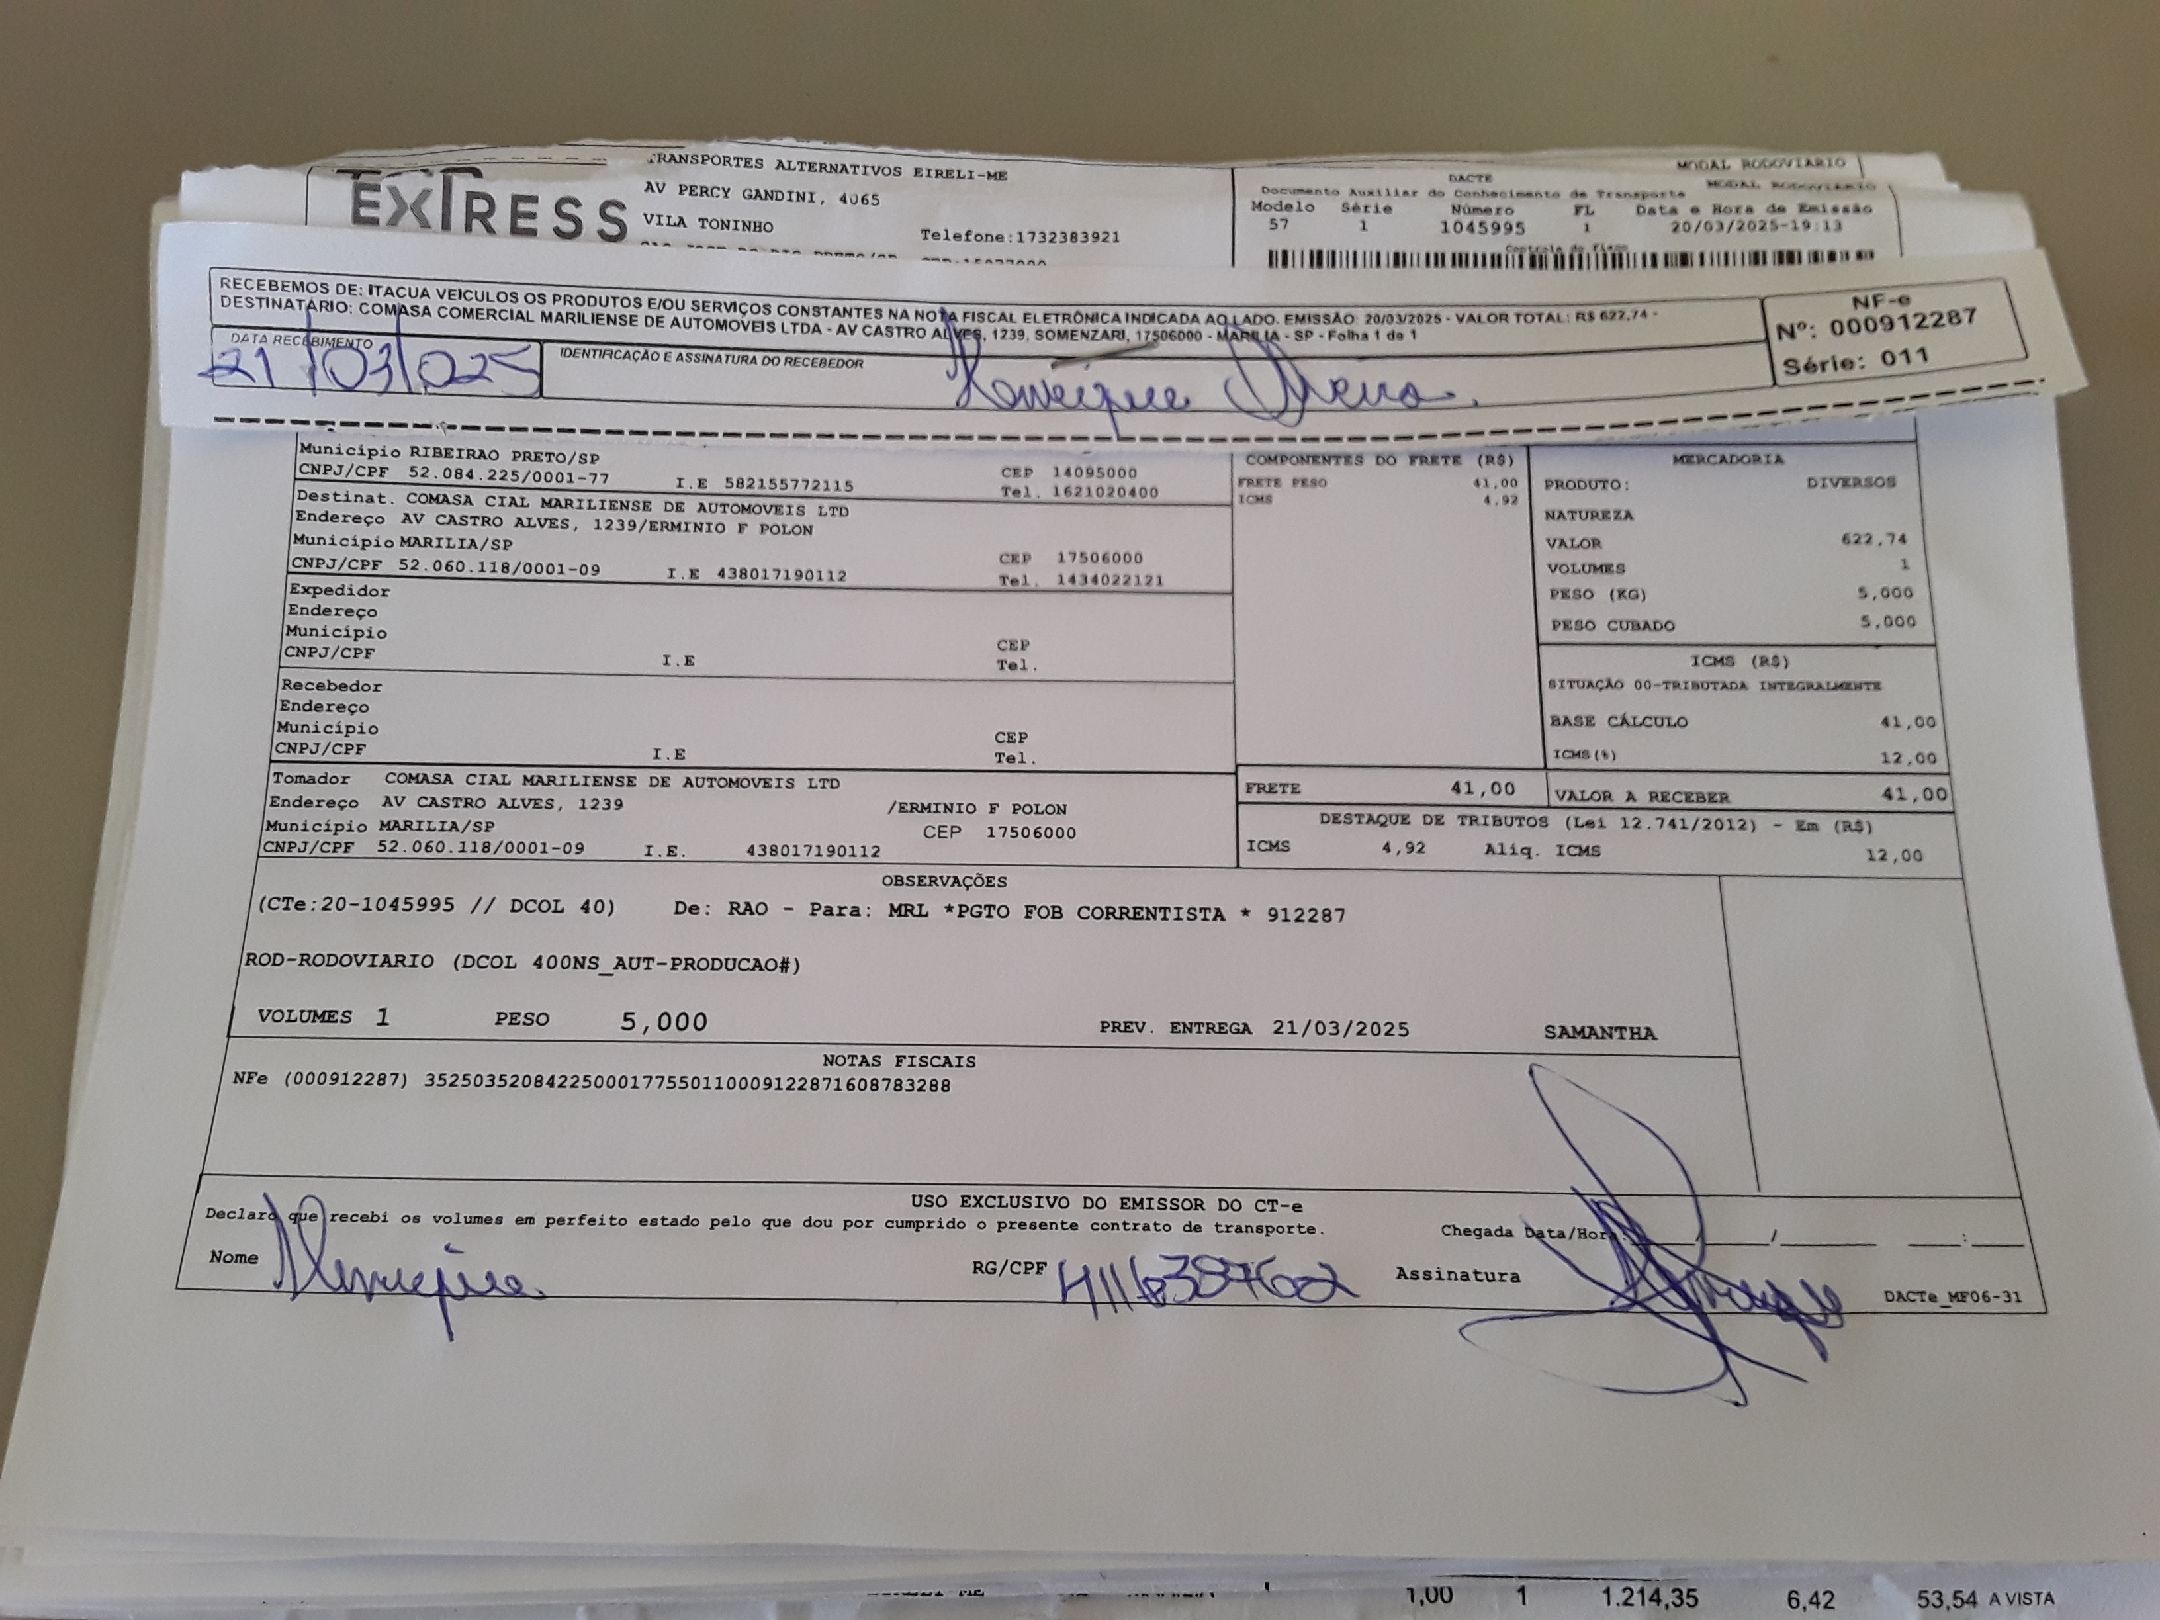 EXPRESS
TRANSPORTES ALTERNATIVOS EIRELI-ME
AV PERCY GANDINI, 4065
VILA TONINHO
Telefone:1732383921
MODAL RODOVIARIO
DACTE
MODAL RODOVIARIO
Documento Auxiliar do Conhecimento de Transporte
Modelo Série Número FL Data e Hora de Emissão
57 1 1045995 1 20/03/2025-19:13
Controle do Fisco
RECEBEMOS DE: ITACUA VEICULOS OS PRODUTOS E/OU SERVIÇOS CONSTANTES NA NOTA FISCAL ELETRÔNICA INDICADA AO LADO. EMISSÃO: 20/03/2025 - VALOR TOTAL: R$ 622,74 -
DESTINATÁRIO: COMASA COMERCIAL MARILIENSE DE AUTOMOVEIS LTDA - AV CASTRO ALVES, 1239, SOMENZARI, 17506000 - MARILIA - SP - Folha 1 de 1
NF-e
Nº: 000912287
Série: 011
DATA RECEBIMENTO
21/03/025
IDENTIFICAÇÃO E ASSINATURA DO RECEBEDOR
Henrique
Município RIBEIRAO PRETO/SP
CEP 14095000
CNPJ/CPF 52.084.225/0001-77 I.E 582155772115
Tel. 1621020400
Destinat. COMASA CIAL MARILIENSE DE AUTOMOVEIS LTD
Endereço AV CASTRO ALVES, 1239/ERMINIO F POLON
Município MARILIA/SP
CEP 17506000
CNPJ/CPF 52.060.118/0001-09 I.E 438017190112
Tel. 1434022121
Expedidor
Endereço
Município
CEP
CNPJ/CPF I.E
Tel.
Recebedor
Endereço
Município
CEP
CNPJ/CPF I.E
Tel.
Tomador COMASA CIAL MARILIENSE DE AUTOMOVEIS LTD
Endereço AV CASTRO ALVES, 1239 /ERMINIO F POLON
Município MARILIA/SP CEP 17506000
CNPJ/CPF 52.060.118/0001-09 I.E. 438017190112
COMPONENTES DO FRETE (R$)
FRETE PESO 41,00
ICMS 4,92
MERCADORIA
PRODUTO: DIVERSOS
NATUREZA
VALOR 622,74
VOLUMES 1
PESO (KG) 5,000
PESO CUBADO 5,000
ICMS (R$)
SITUAÇÃO 00-TRIBUTADA INTEGRALMENTE
BASE CÁLCULO 41,00
ICMS(%) 12,00
FRETE 41,00 VALOR A RECEBER 41,00
DESTAQUE DE TRIBUTOS (Lei 12.741/2012) - Em (R$)
ICMS 4,92 Aliq. ICMS 12,00
OBSERVAÇÕES
(CTe:20-1045995 // DCOL 40) De: RAO - Para: MRL *PGTO FOB CORRENTISTA * 912287
ROD-RODOVIARIO (DCOL 400NS_AUT-PRODUCAO#)
VOLUMES 1 PESO 5,000 PREV. ENTREGA 21/03/2025 SAMANTHA
NOTAS FISCAIS
NFe (000912287) 35250352084225000177550110009122871608783288
USO EXCLUSIVO DO EMISSOR DO CT-e
Declaro que recebi os volumes em perfeito estado pelo que dou por cumprido o presente contrato de transporte.
Chegada Data/Hora: ____/____/______ ___:___
Nome Henrique RG/CPF Assinatura
DACTe_MF06-31
1,00 1 1.214,35 6,42 53,54 A VISTA